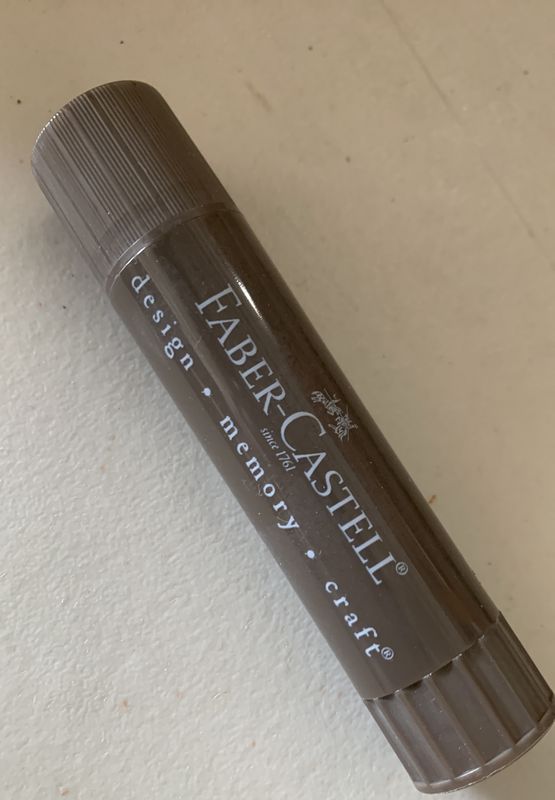 FABER-CASTELL®
since 1761
design • memory • craft®